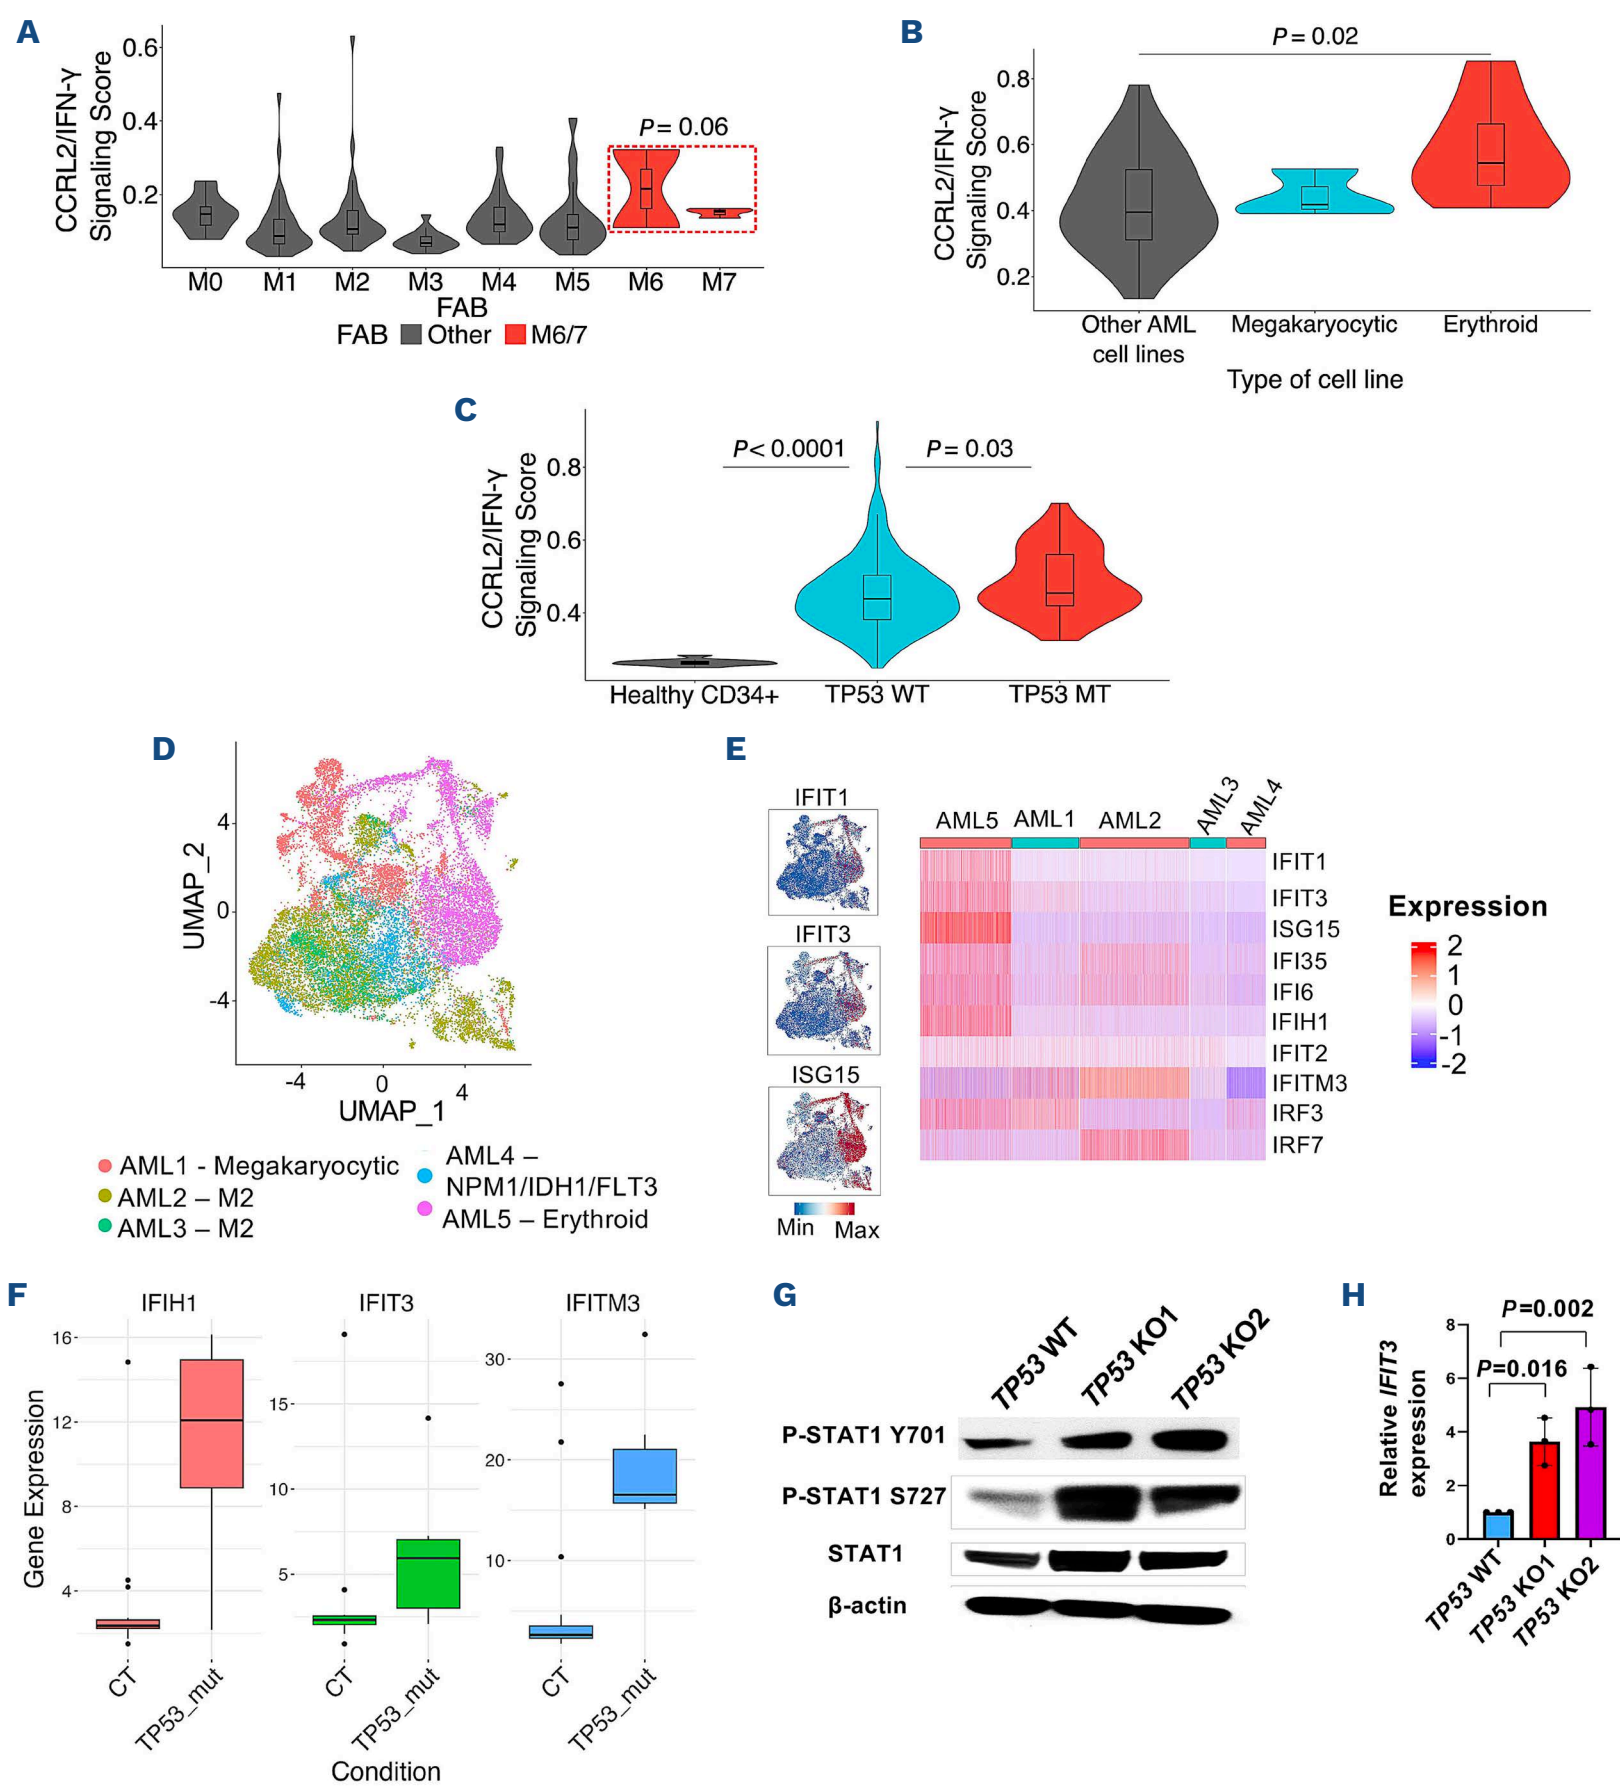 A
CCRL2/IFN-γ
Signaling Score
0.6
0.4
0.2
P = 0.06
M0 M1 M2 M3 M4 M5 M6 M7
FAB
FAB Other M6/7
B
CCRL2/IFN-γ
Signaling Score
0.8
0.6
0.4
0.2
P = 0.02
Other AML
cell lines
Megakaryocytic
Erythroid
Type of cell line
C
CCRL2/IFN-γ
Signaling Score
0.8
0.6
0.4
P< 0.0001
P = 0.03
Healthy CD34+ TP53 WT TP53 MT
D
UMAP_2
4
0
-4
-4 0 4
UMAP_1
AML1 - Megakaryocytic
AML2 – M2
AML3 – M2
AML4 –
NPM1/IDH1/FLT3
AML5 – Erythroid
E
IFIT1
IFIT3
ISG15
Min Max
AML5 AML1 AML2 AML3 AML4
IFIT1
IFIT3
ISG15
IFI35
IFI6
IFIH1
IFIT2
IFITM3
IRF3
IRF7
Expression
2
1
0
-1
-2
F
Gene Expression
IFIH1
16
12
8
4
CT TP53_mut
IFIT3
15
10
5
CT TP53_mut
IFITM3
30
20
10
CT TP53_mut
Condition
G
TP53 WT TP53 KO1 TP53 KO2
P-STAT1 Y701
P-STAT1 S727
STAT1
β-actin
H
Relative IFIT3
expression
8
6
4
2
0
P=0.002
P=0.016
TP53 WT TP53 KO1 TP53 KO2